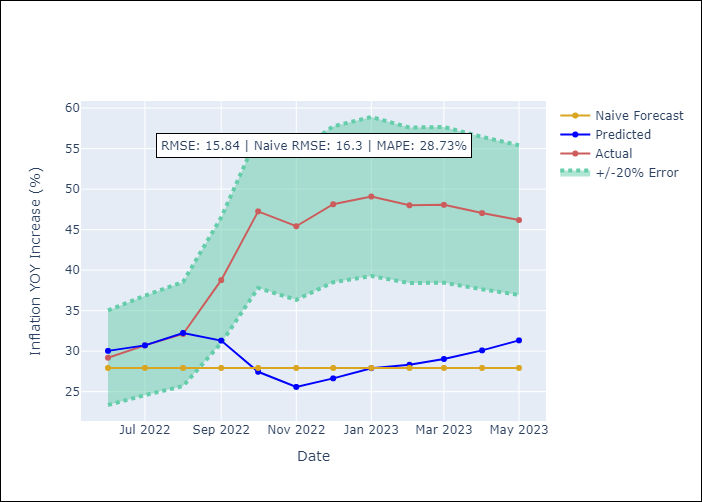 RMSE: 15.84 | Naive RMSE: 16.3 | MAPE: 28.73%
Naive Forecast
Predicted
Actual
+/-20% Error
Inflation YOY Increase (%)
60
55
50
45
40
35
30
25
Jul 2022
Sep 2022
Nov 2022
Jan 2023
Mar 2023
May 2023
Date